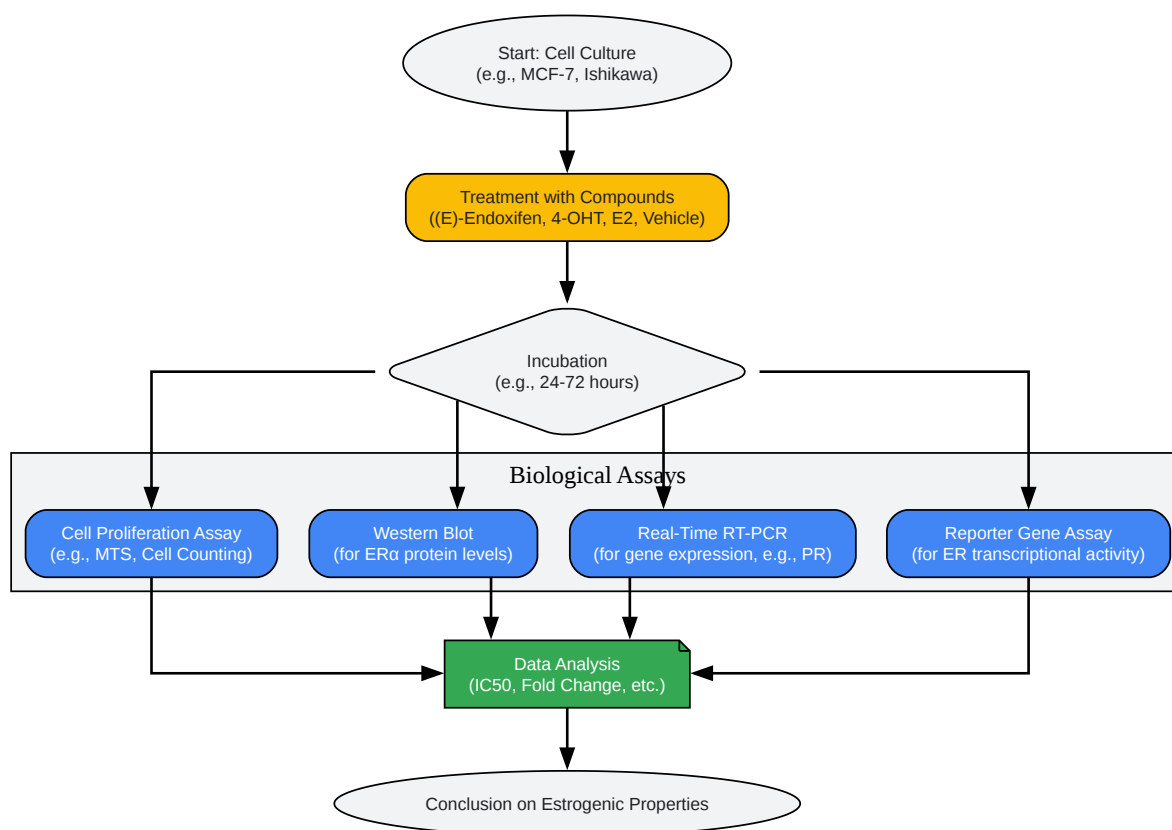 Start: Cell Culture
(e.g., MCF-7, Ishikawa)
Treatment with Compounds
((E)-Endoxifen, 4-OHT, E2, Vehicle)
Incubation
(e.g., 24-72 hours)
Biological Assays
Cell Proliferation Assay
(e.g., MTS, Cell Counting)
Western Blot
(for ERα protein levels)
Real-Time RT-PCR
(for gene expression, e.g., PR)
Reporter Gene Assay
(for ER transcriptional activity)
Data Analysis
(IC50, Fold Change, etc.)
Conclusion on Estrogenic Properties